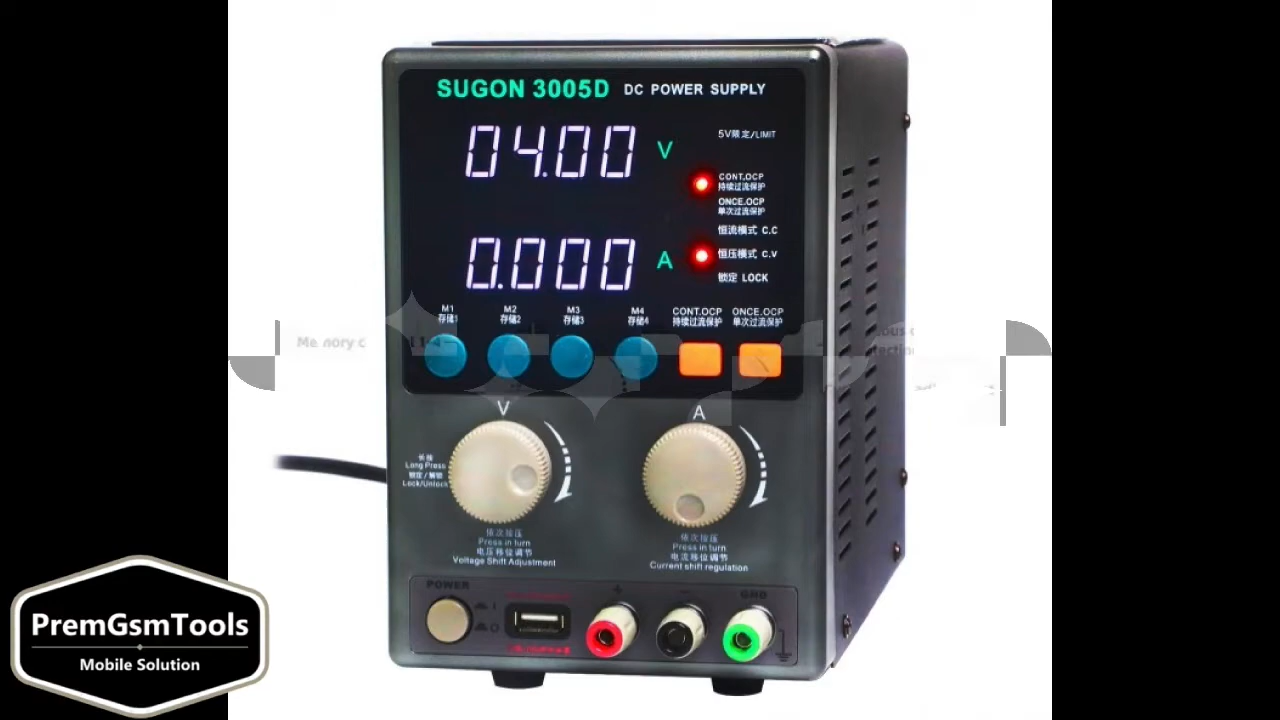 SUGON 3005D DC POWER SUPPLY
04.00 V
5V限定/LIMIT
CONT.OCP
持续过流保护
ONCE.OCP
单次过流保护
恒流模式 C.C
0.000 A
恒压模式 C.V
锁定 LOCK
M1
存储1
M2
存储2
M3
存储3
M4
存储4
CONT.OCP
持续过流保护
ONCE.OCP
单次过流保护
V
A
长按
Long Press
锁定/解锁
Lock/Unlock
依次按压
Press in turn
电压移位调节
Voltage Shift Adjustment
依次按压
Press in turn
电流移位调节
Current shift regulation
POWER
I
O
+
GND
PremGsmTools
Mobile Solution